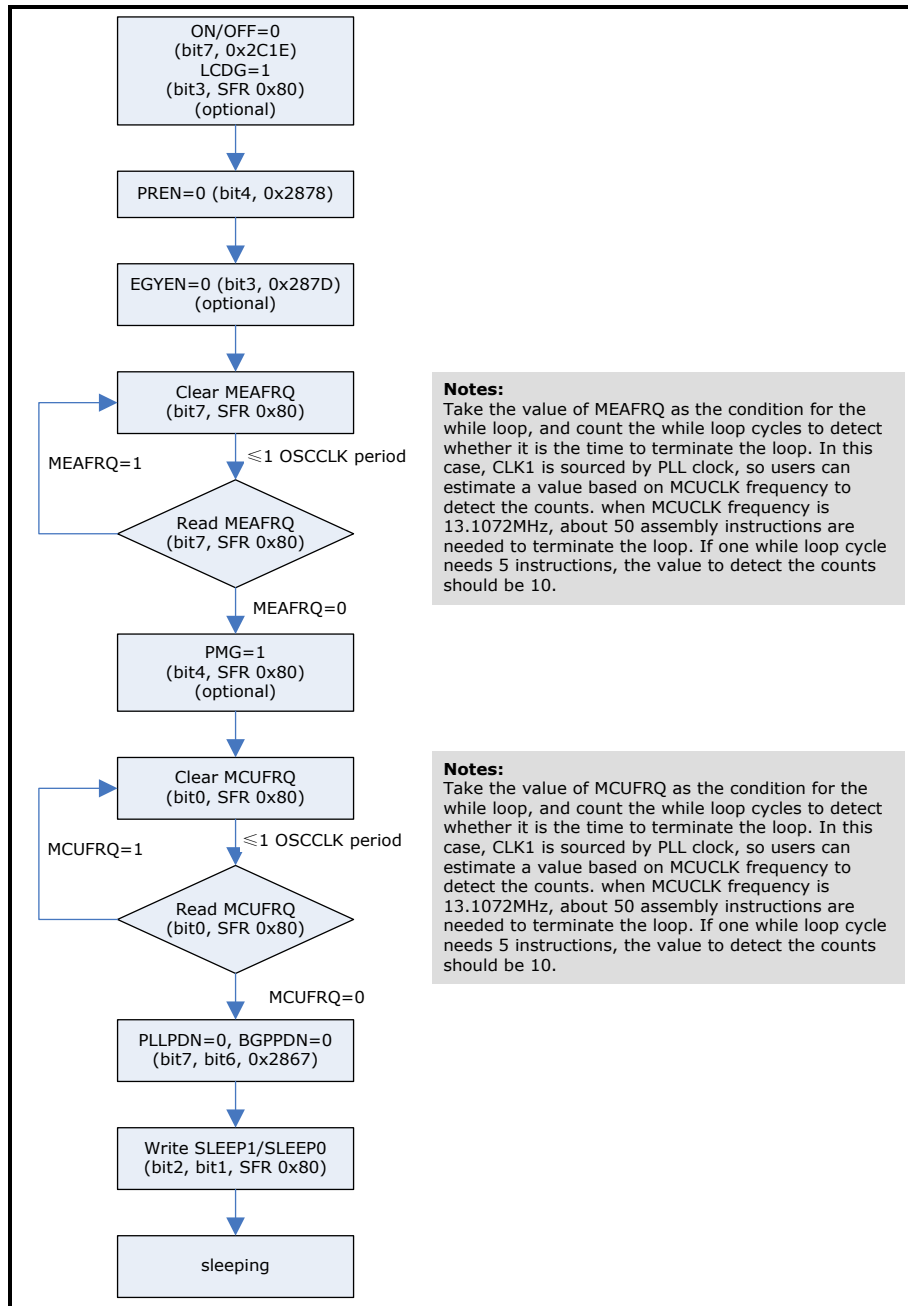 ON/OFF=0
(bit7, 0x2C1E)
LCDG=1
(bit3, SFR 0x80)
(optional)
PREN=0 (bit4, 0x2878)
EGYEN=0 (bit3, 0x287D)
(optional)
Clear MEAFRQ
(bit7, SFR 0x80)
MEAFRQ=1
≤1 OSCCLK period
Read MEAFRQ
(bit7, SFR 0x80)
MEAFRQ=0
Notes:
Take the value of MEAFRQ as the condition for the
while loop, and count the while loop cycles to detect
whether it is the time to terminate the loop. In this
case, CLK1 is sourced by PLL clock, so users can
estimate a value based on MCUCLK frequency to
detect the counts. when MCUCLK frequency is
13.1072MHz, about 50 assembly instructions are
needed to terminate the loop. If one while loop cycle
needs 5 instructions, the value to detect the counts
should be 10.
PMG=1
(bit4, SFR 0x80)
(optional)
Clear MCUFRQ
(bit0, SFR 0x80)
MCUFRQ=1
≤1 OSCCLK period
Read MCUFRQ
(bit0, SFR 0x80)
MCUFRQ=0
Notes:
Take the value of MCUFRQ as the condition for the
while loop, and count the while loop cycles to detect
whether it is the time to terminate the loop. In this
case, CLK1 is sourced by PLL clock, so users can
estimate a value based on MCUCLK frequency to
detect the counts. when MCUCLK frequency is
13.1072MHz, about 50 assembly instructions are
needed to terminate the loop. If one while loop cycle
needs 5 instructions, the value to detect the counts
should be 10.
PLLPDN=0, BGPPDN=0
(bit7, bit6, 0x2867)
Write SLEEP1/SLEEP0
(bit2, bit1, SFR 0x80)
sleeping